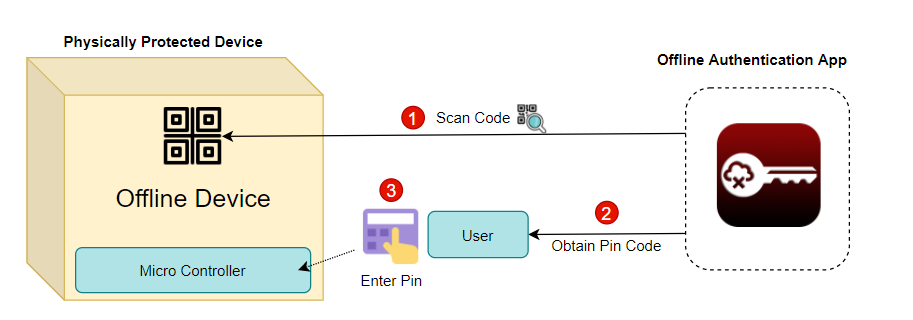 Physically Protected Device
Offline Authentication App
1 Scan Code
Offline Device
3
2
User
Obtain Pin Code
Micro Controller
Enter Pin